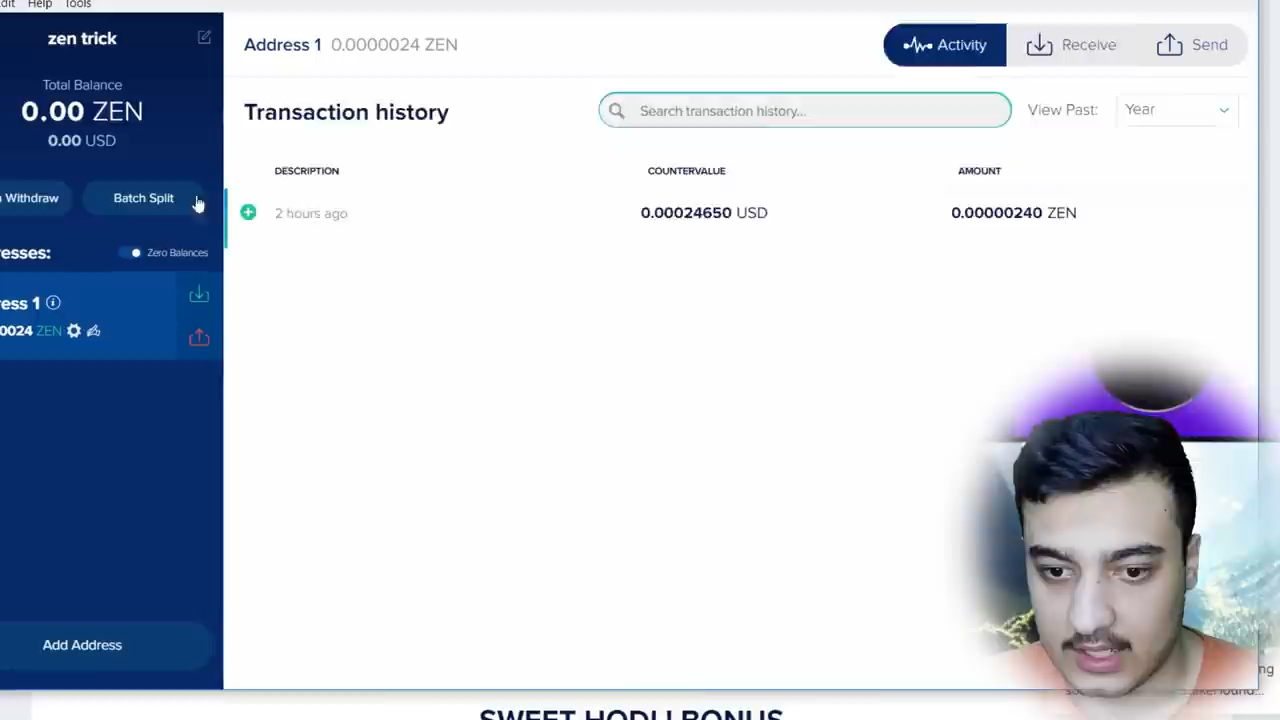 Help Tools
zen trick
Total Balance
0.00 ZEN
0.00 USD
Withdraw
Batch Split
esses:
Zero Balances
ess 1
0024 ZEN
Add Address
Address 1 0.0000024 ZEN
Activity
Receive
Send
Transaction history
Search transaction history...
View Past:
Year
DESCRIPTION COUNTERVALUE AMOUNT
2 hours ago 0.00024650 USD 0.00000240 ZEN
SWEET HODL! BONUS